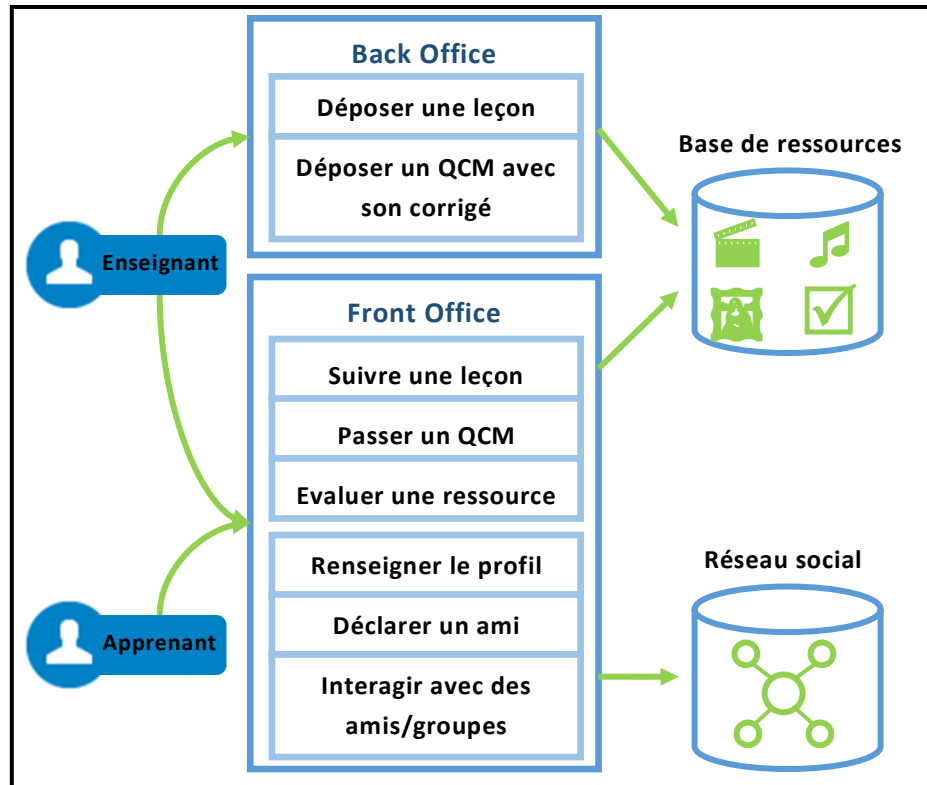 Back Office
Déposer une leçon
Déposer un QCM avec
son corrigé
Base de ressources
Enseignant
Front Office
Suivre une leçon
Passer un QCM
Evaluer une ressource
Renseigner le profil
Déclarer un ami
Interagir avec des
amis/groupes
Réseau social
Apprenant